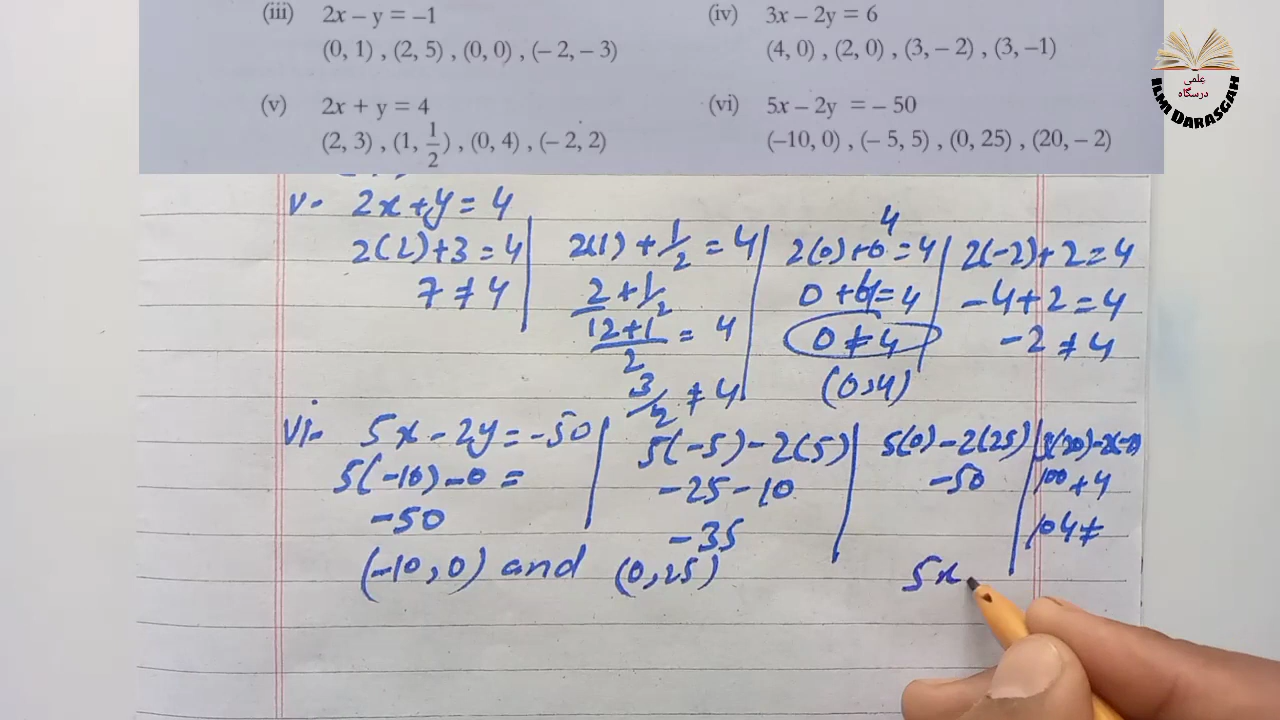 (iii) 2x – y = –1
(0, 1) , (2, 5) , (0, 0) , (– 2, – 3)
(iv) 3x – 2y = 6
(4, 0) , (2, 0) , (3, – 2) , (3, –1)
(v) 2x + y = 4
(2, 3) , (1, 1/2) , (0, 4) , (– 2, 2)
(vi) 5x – 2y = – 50
(–10, 0) , (– 5, 5) , (0, 25) , (20, – 2)
علمی
درسگاه
ILMI DARASGAH
v- 2x+y=4
2(2)+3=4
7≠4
2(1)+1/2=4
2+1/2
12+1/2=4
3/2≠4
4
2(0)+0=4
0+4=4
0≠4
(0,4)
2(-2)+2=4
-4+2=4
-2≠4
vi- 5x-2y=-50
5(-10)-0=
-50
5(-5)-2(5)
-25-10
-35
5(0)-2(25)
-50
100+4
104≠
(-10,0) and (0,25)
5x